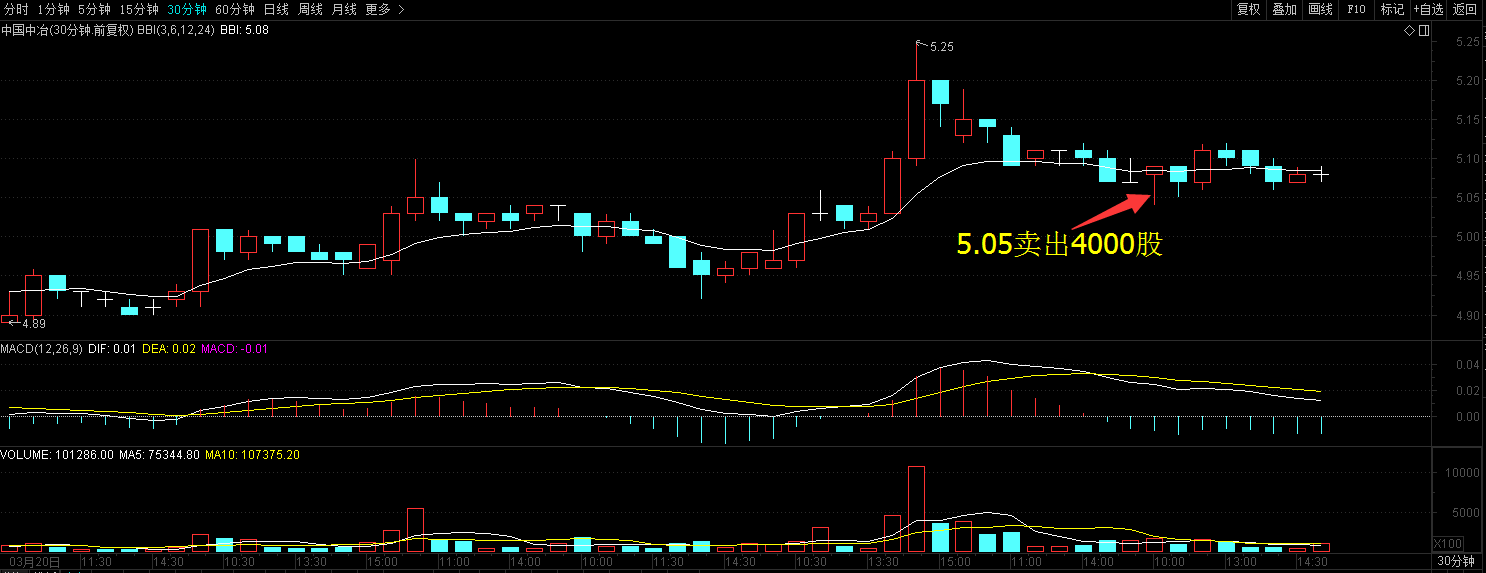 分时 1分钟 5分钟 15分钟 30分钟 60分钟 日线 周线 月线 更多 > 复权 叠加 画线 F10 标记 +自选 返回
中国中冶(30分钟.前复权) BBI(3,6,12,24) BBI: 5.08
5.25
5.25
5.20
5.15
5.10
5.05
5.05卖出4000股
5.00
4.95
4.90
4.89
MACD(12,26,9) DIF: 0.01 DEA: 0.02 MACD: -0.01
0.04
0.02
0.00
VOLUME: 101286.00 MA5: 75344.80 MA10: 107375.20
10000
5000
X100
03月20日 11:30 14:30 10:30 13:00 15:00 11:30 14:00 10:00 11:30 14:30 10:30 13:30 15:00 11:30 14:00 10:00 13:00 14:30 30分钟